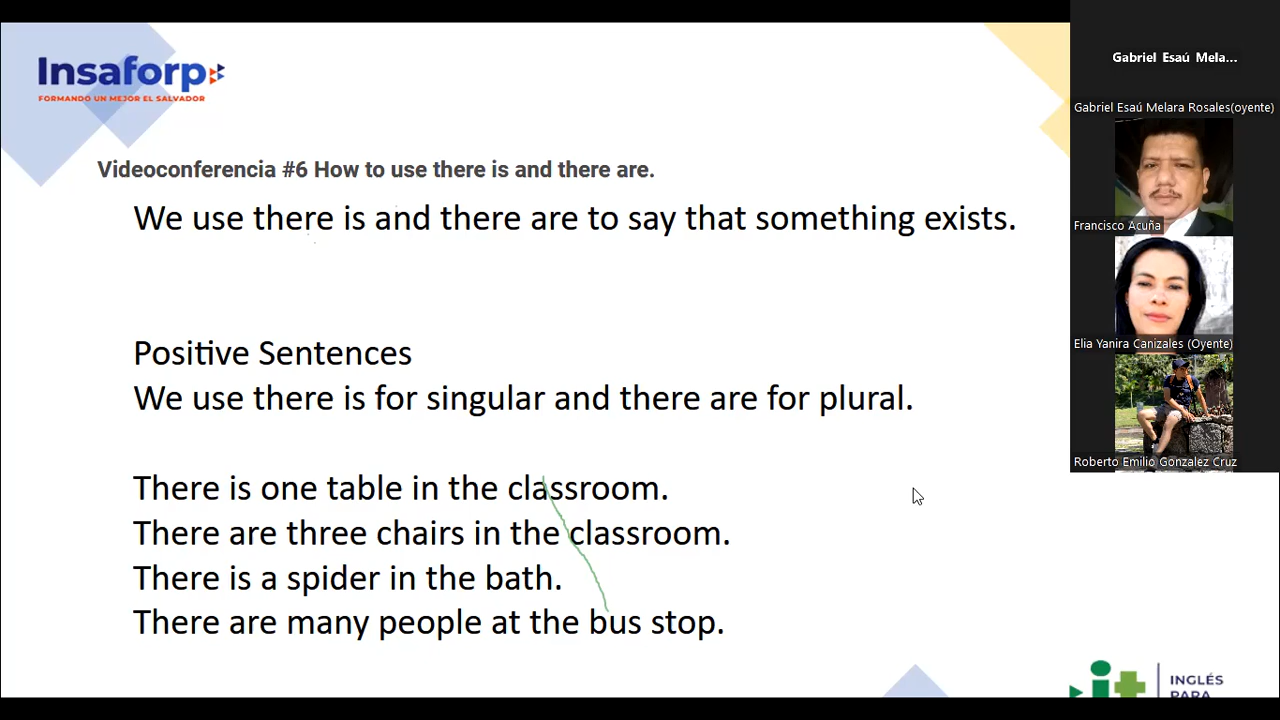 Insaforp
FORMANDO UN MEJOR EL SALVADOR
Videoconferencia #6 How to use there is and there are.
We use there is and there are to say that something exists.
Positive Sentences
We use there is for singular and there are for plural.
There is one table in the classroom.
There are three chairs in the classroom.
There is a spider in the bath.
There are many people at the bus stop.
Gabriel Esaú Mela...
Gabriel Esaú Melara Rosales(oyente)
Francisco Acuña
Elia Yanira Canizales (Oyente)
Roberto Emilio Gonzalez Cruz
INGLÉS
PARA